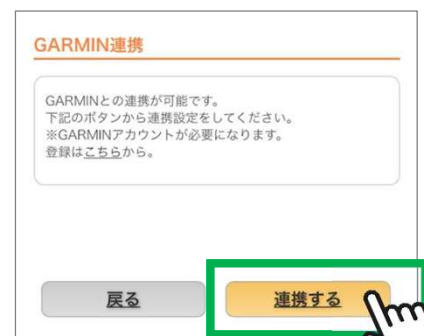 GARMIN連携
GARMINとの連携が可能です。
下記のボタンから連携設定をしてください。
※GARMINアカウントが必要になります。
登録はこちらから。
戻る
連携する